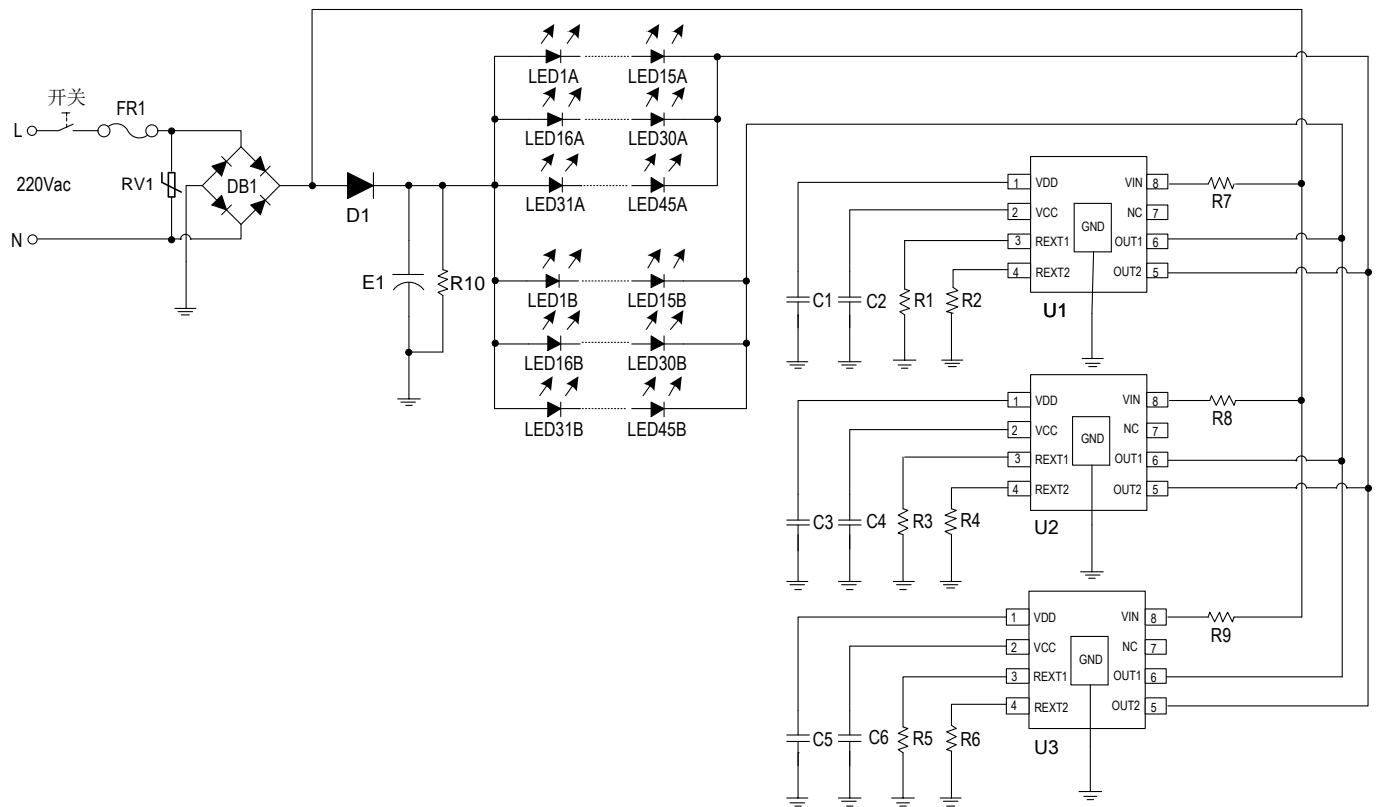 LED1A
LED15A
开关
FR1
L
LED16A
LED30A
220Vac
RV1
DB1
D1
LED31A
LED45A
N
E1
R10
LED1B
LED15B
LED16B
LED30B
LED31B
LED45B
1 VDD VIN 8
R7
2 VCC NC 7
GND
3 REXT1 OUT1 6
4 REXT2 OUT2 5
C1 C2 R1 R2
U1
1 VDD VIN 8
R8
2 VCC NC 7
GND
3 REXT1 OUT1 6
4 REXT2 OUT2 5
C3 C4 R3 R4
U2
1 VDD VIN 8
R9
2 VCC NC 7
GND
3 REXT1 OUT1 6
4 REXT2 OUT2 5
C5 C6 R5 R6
U3